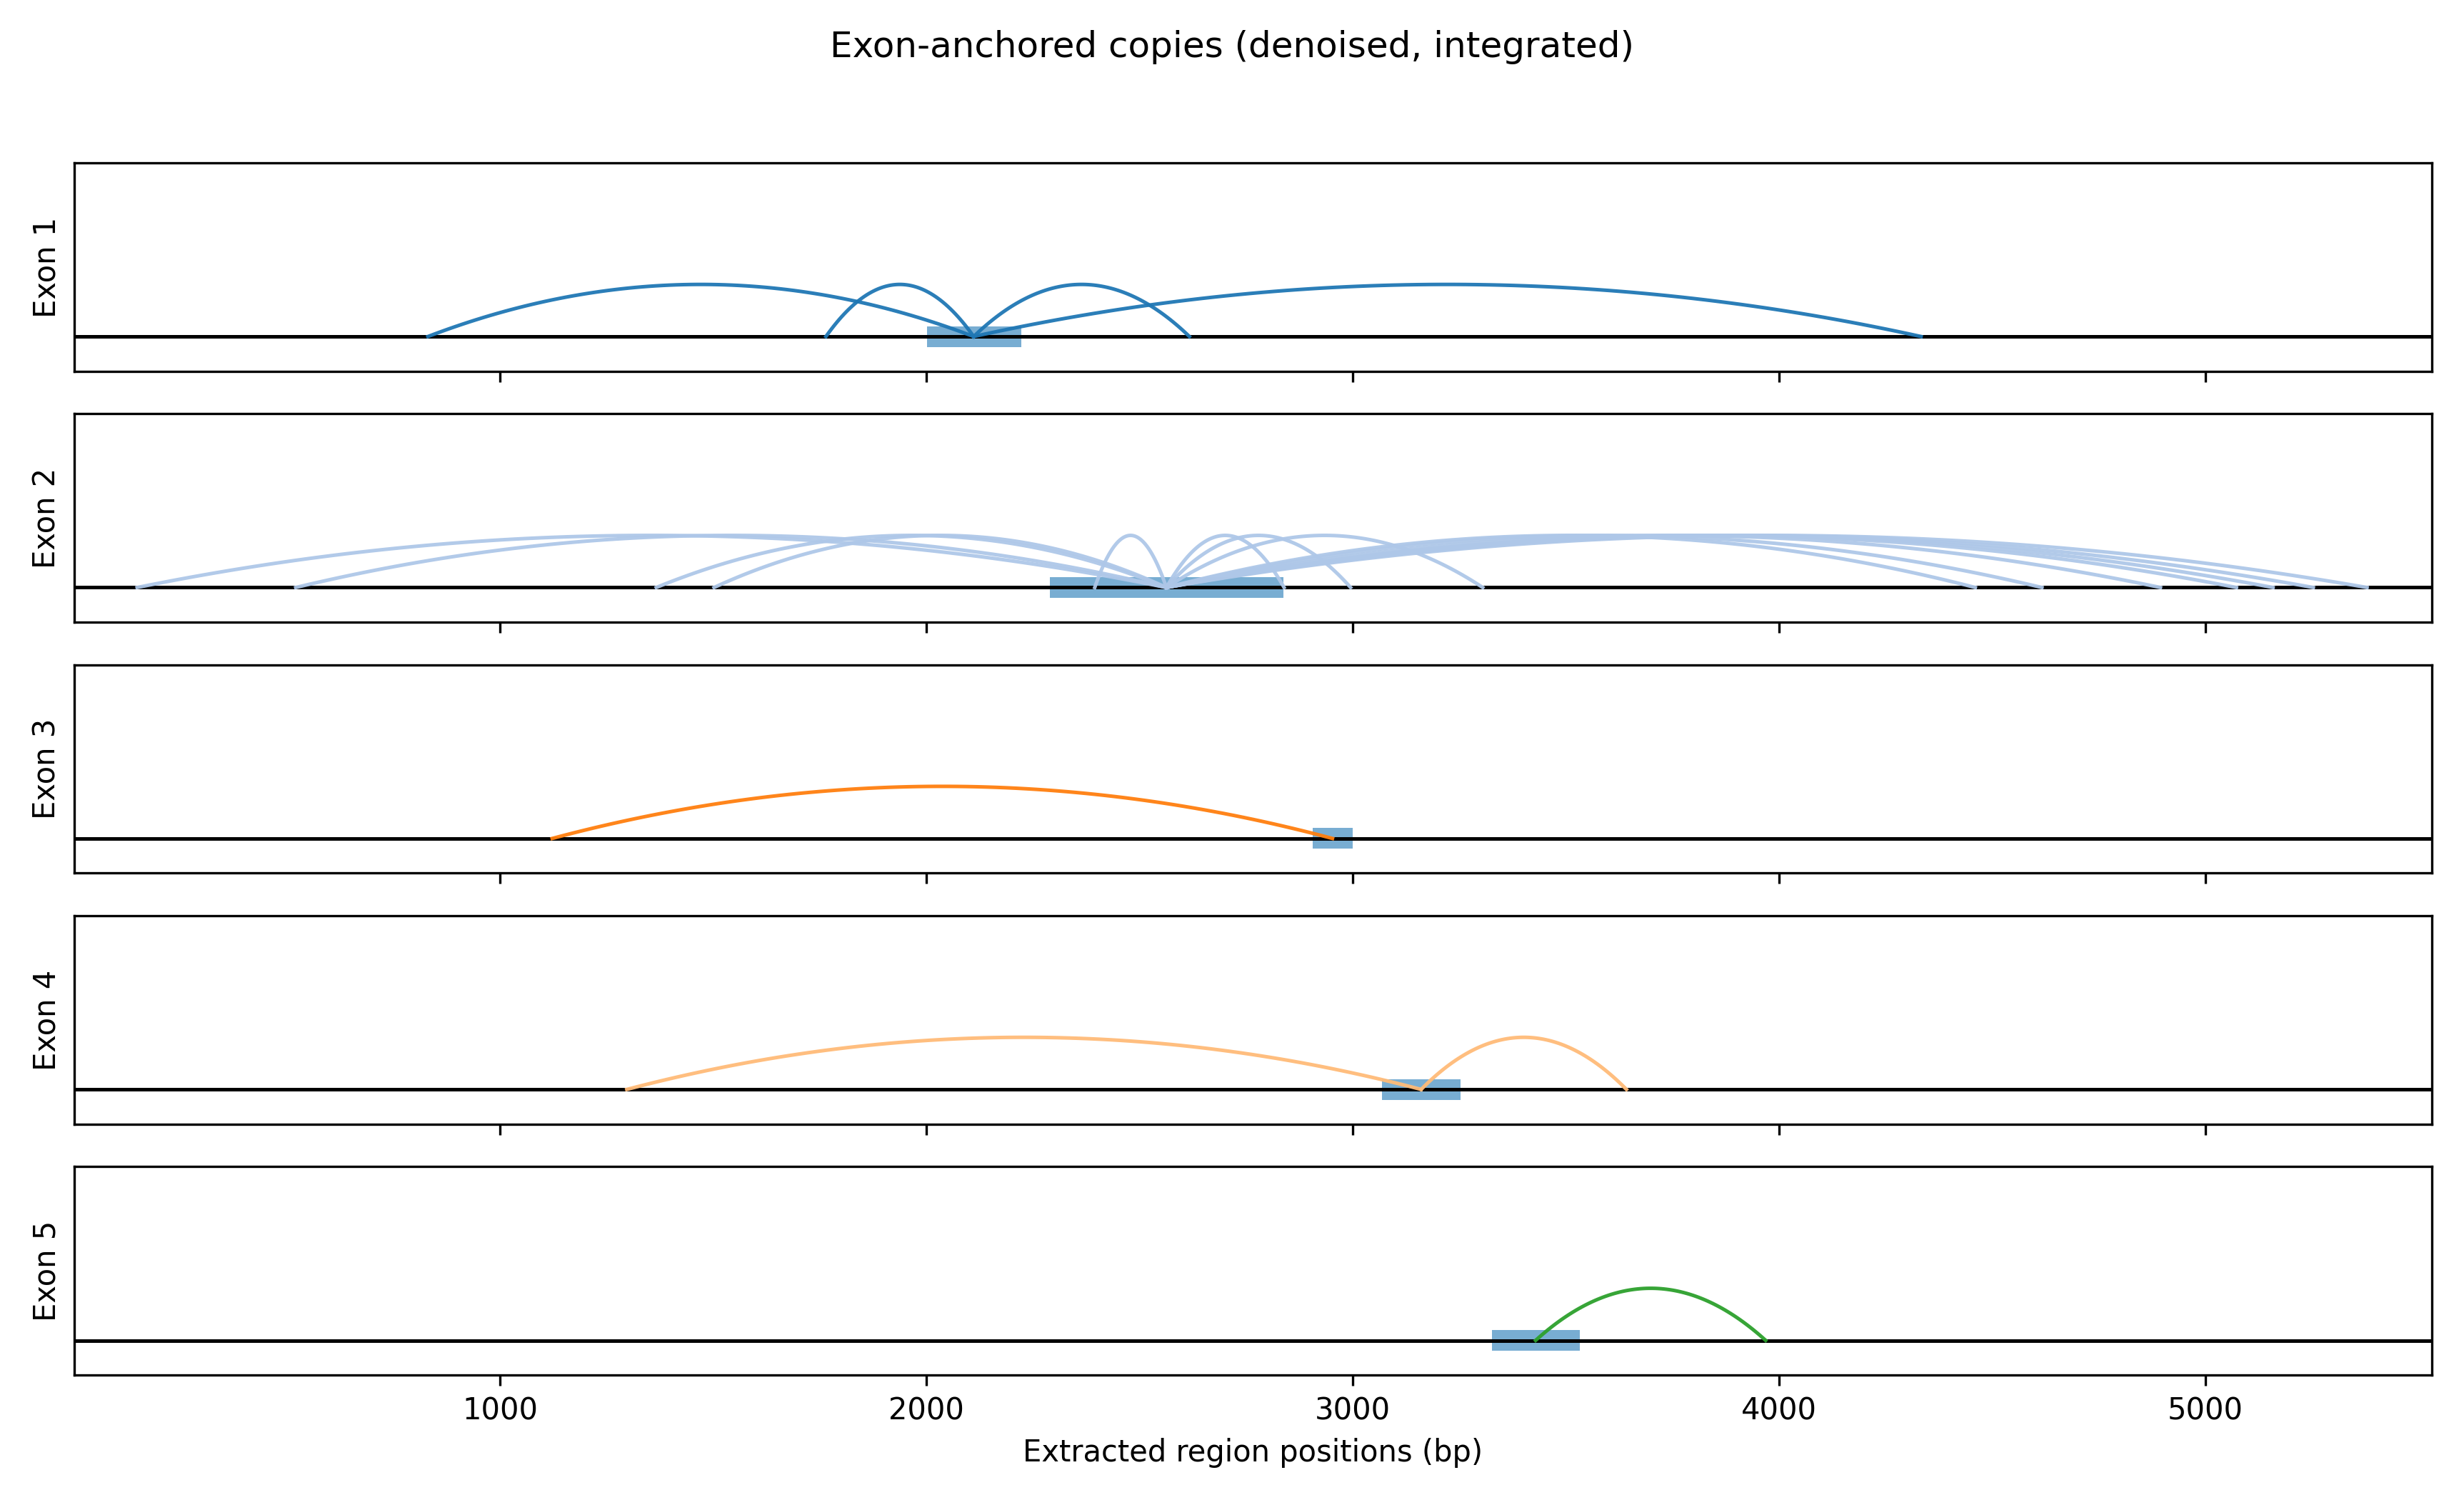 Exon-anchored copies (denoised, integrated)
Exon 1
Exon 2
Exon 3
Exon 4
Exon 5
1000 2000 3000 4000 5000
Extracted region positions (bp)